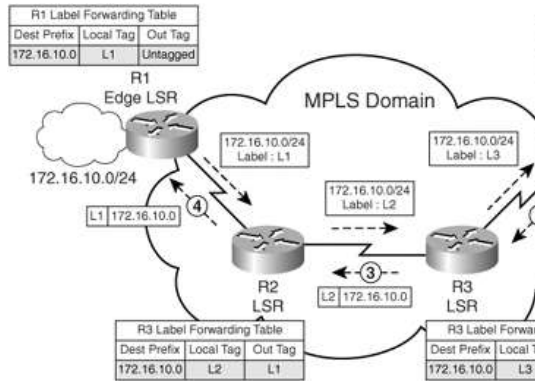 R1 Label Forwarding Table
Dest Prefix Local Tag Out Tag
172.16.10.0 L1 Untagged
R1
Edge LSR
MPLS Domain
172.16.10.0/24
Label : L1
172.16.10.0/24
Label : L3
172.16.10.0/24
4
172.16.10.0/24
Label : L2
L1 172.16.10.0
3
R2
LSR
L2 172.16.10.0
R3
LSR
R3 Label Forwarding Table
Dest Prefix Local Tag Out Tag
172.16.10.0 L2 L1
R3 Label Forwa
Dest Prefix Local T
172.16.10.0 L3